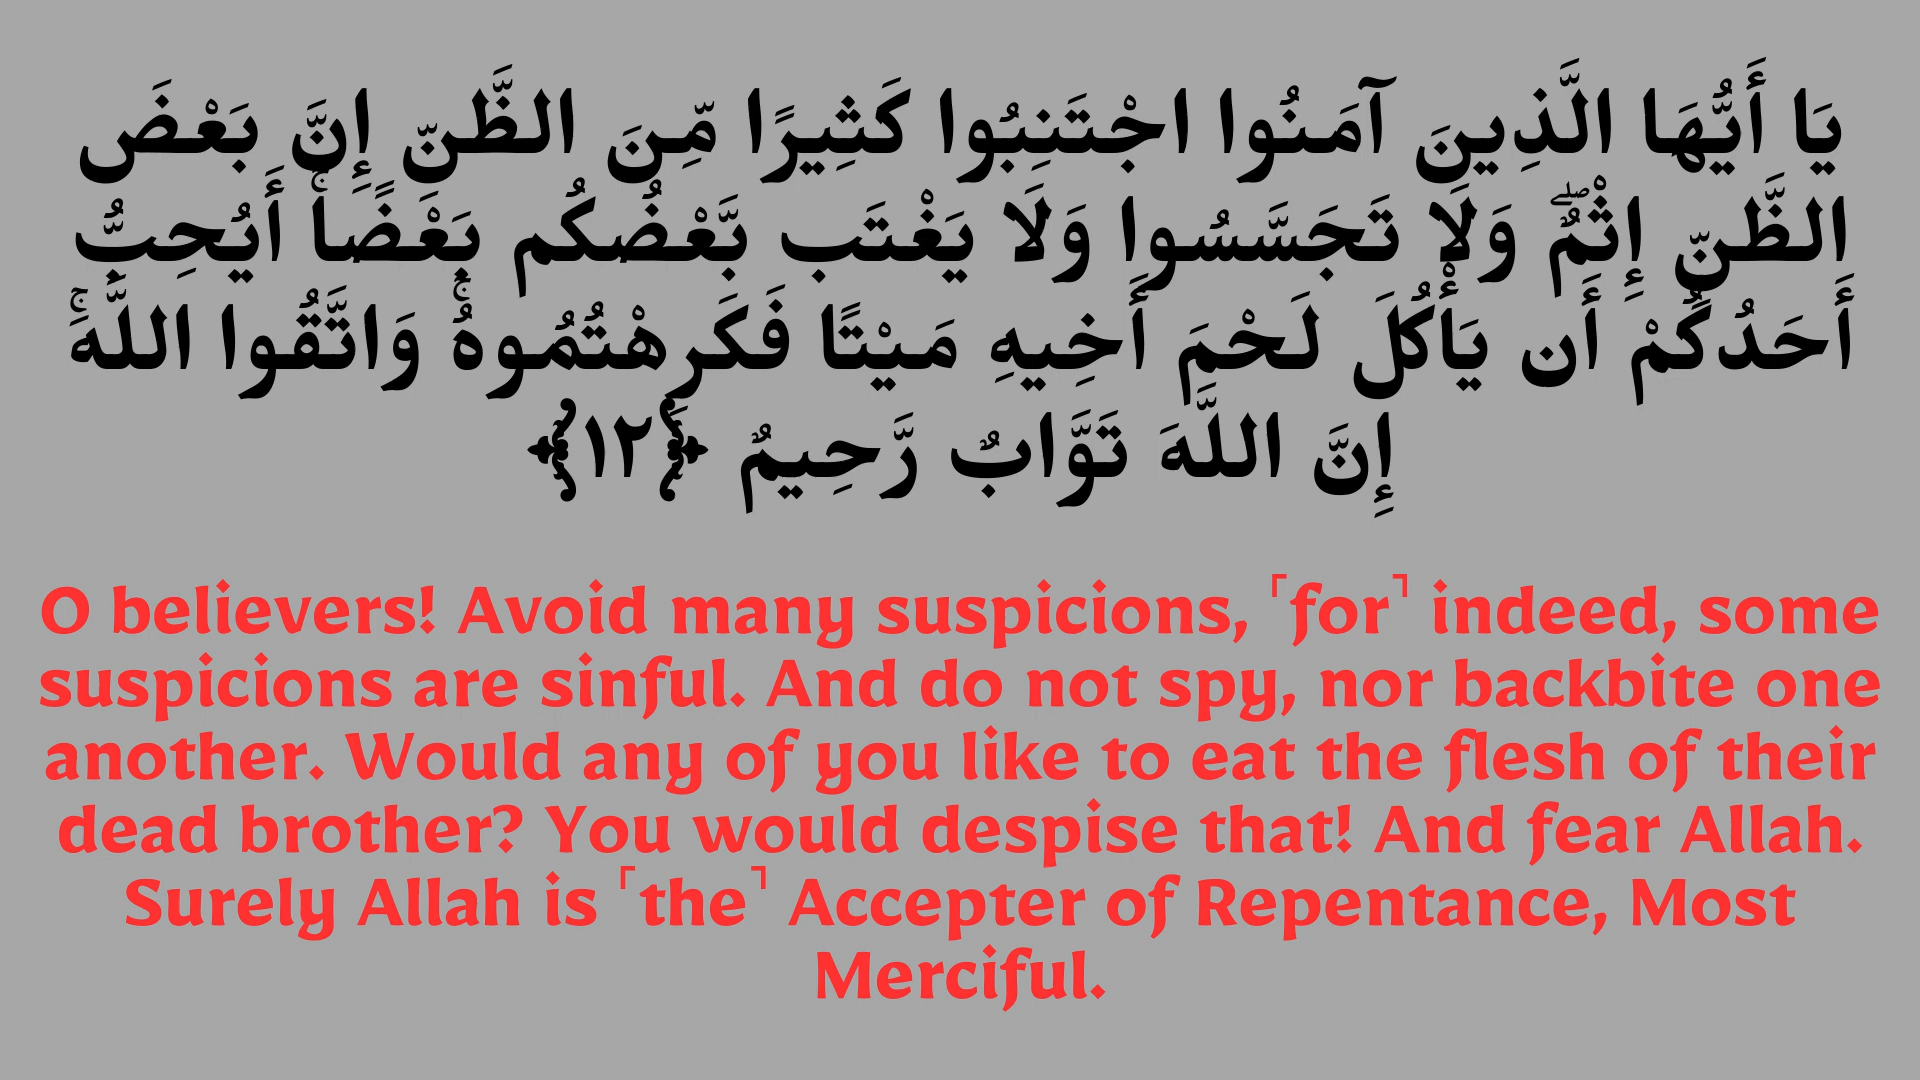 يَا أَيُّهَا الَّذِينَ آمَنُوا اجْتَنِبُوا كَثِيرًا مِّنَ الظَّنِّ إِنَّ بَعْضَ
الظَّنِّ إِثْمٌ ۖ وَلَا تَجَسَّسُوا وَلَا يَغْتَب بَّعْضُكُم بَعْضًا ۚ أَيُحِبُّ
أَحَدُكُمْ أَن يَأْكُلَ لَحْمَ أَخِيهِ مَيْتًا فَكَرِهْتُمُوهُ ۚ وَاتَّقُوا اللَّهَ ۚ
إِنَّ اللَّهَ تَوَّابٌ رَّحِيمٌ ﴿١٢﴾
O believers! Avoid many suspicions, ˹for˺ indeed, some
suspicions are sinful. And do not spy, nor backbite one
another. Would any of you like to eat the flesh of their
dead brother? You would despise that! And fear Allah.
Surely Allah is ˹the˺ Accepter of Repentance, Most
Merciful.